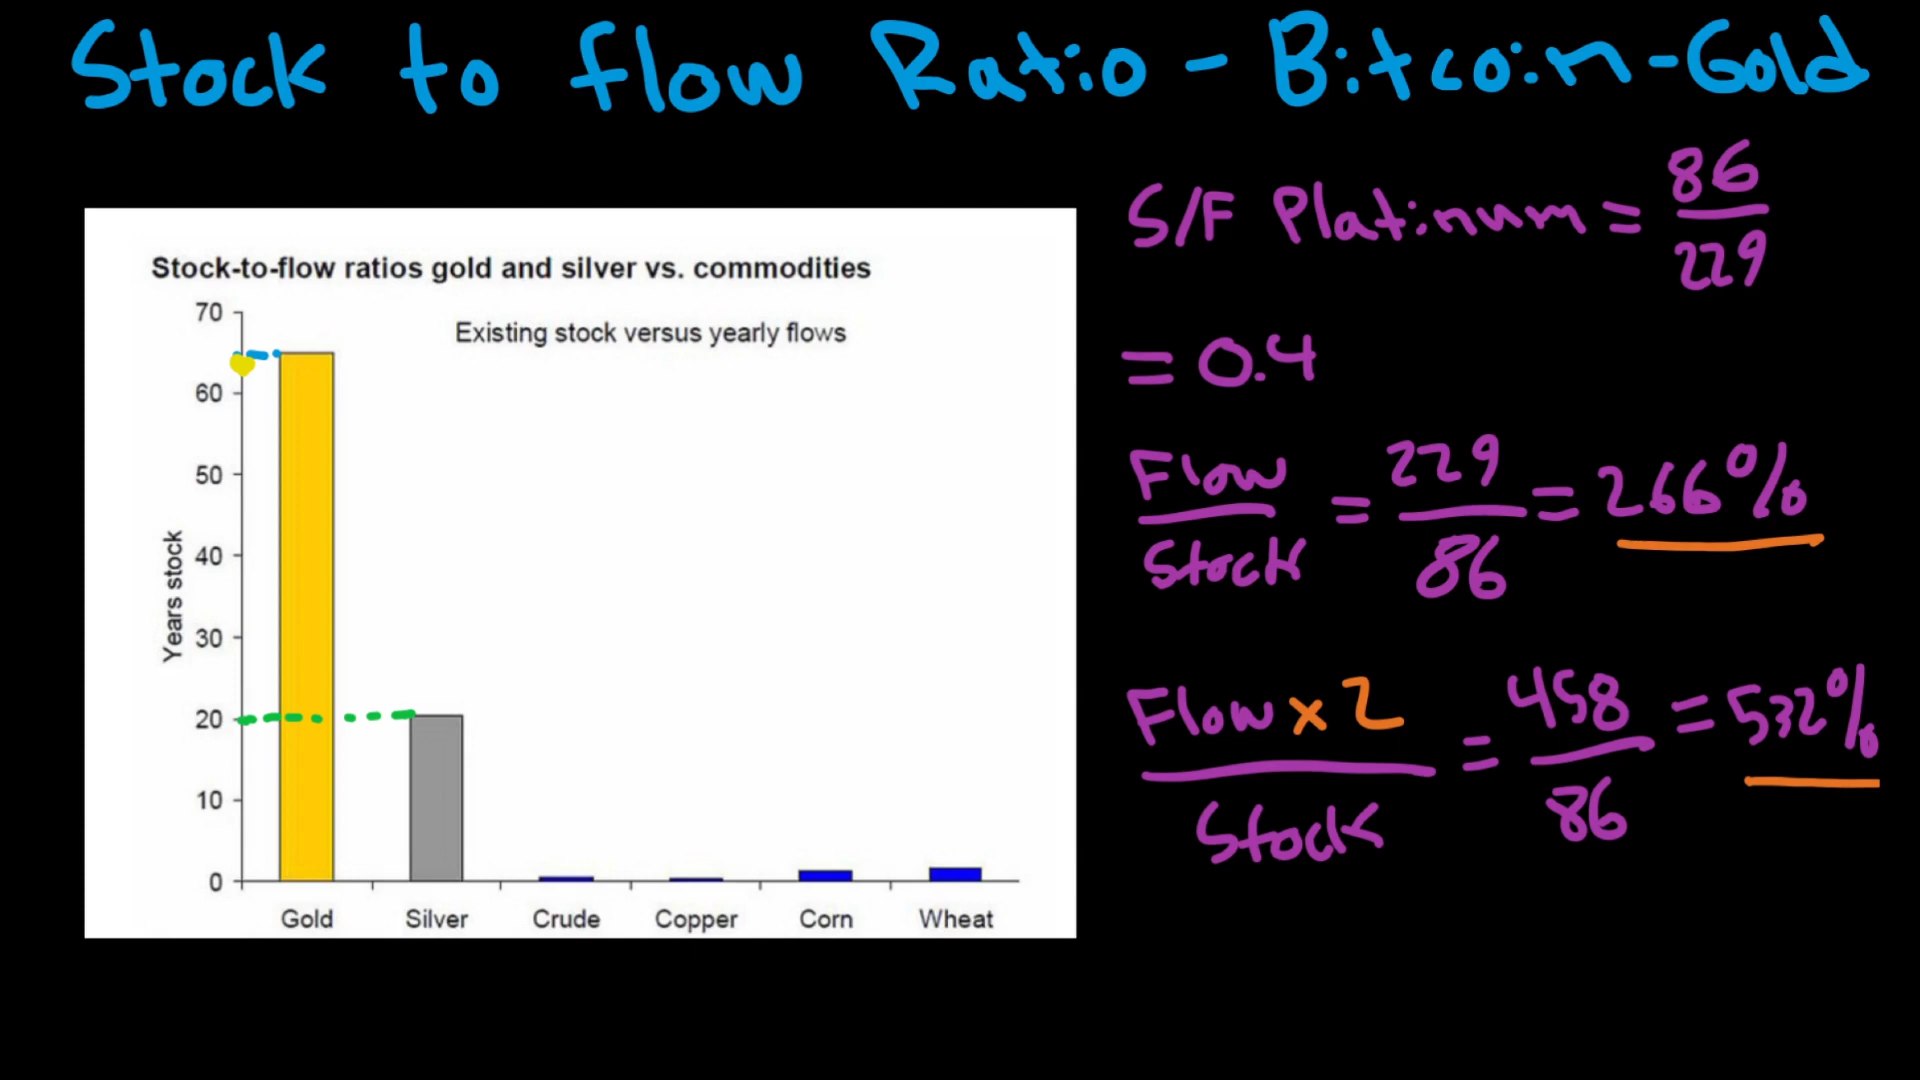 Stock to flow Ratio - Bitcoin - Gold
Stock-to-flow ratios gold and silver vs. commodities
Existing stock versus yearly flows
Years stock
70
60
50
40
30
20
10
0
Gold Silver Crude Copper Corn Wheat
S/F Platinum = 86/229
= 0.4
Flow/Stock = 229/86 = 266%
Flow x 2/Stock = 458/86 = 532%